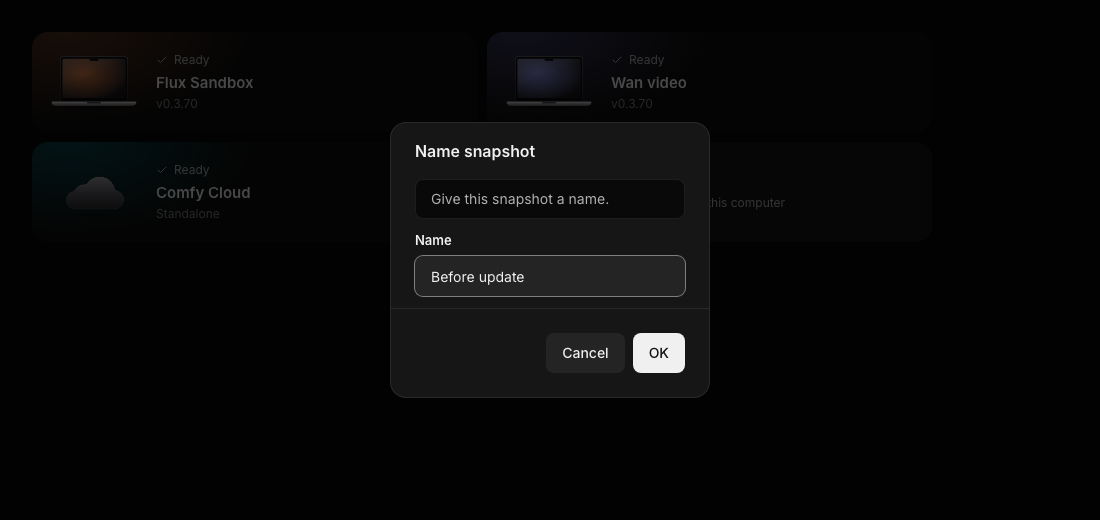 Ready
Flux Sandbox
v0.3.70
Ready
Wan video
v0.3.70
Ready
Comfy Cloud
Standalone
this computer
Name snapshot
Give this snapshot a name.
Name
Before update
Cancel
OK